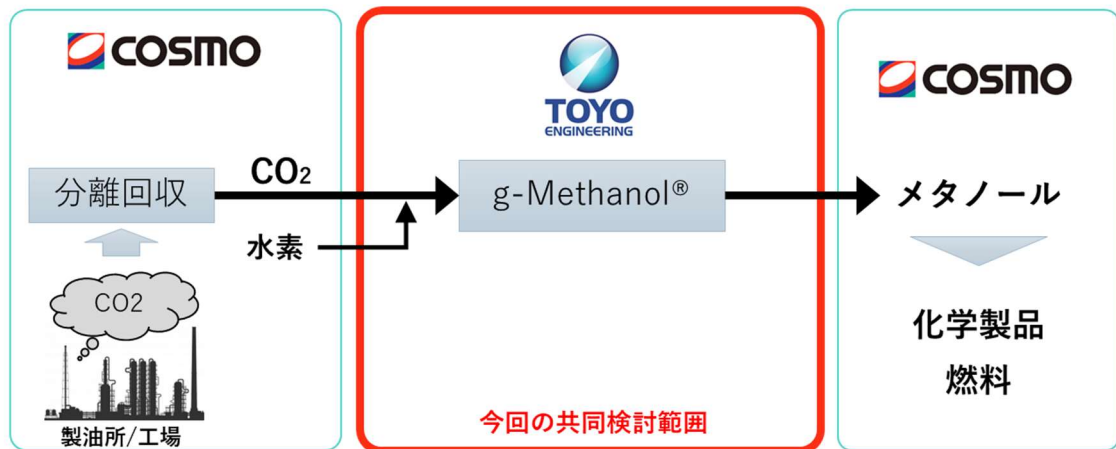 COSMO
分離回収
CO₂
水素
CO2
製油所/工場
TOYO
ENGINEERING
g-Methanol®
今回の共同検討範囲
COSMO
メタノール
化学製品
燃料